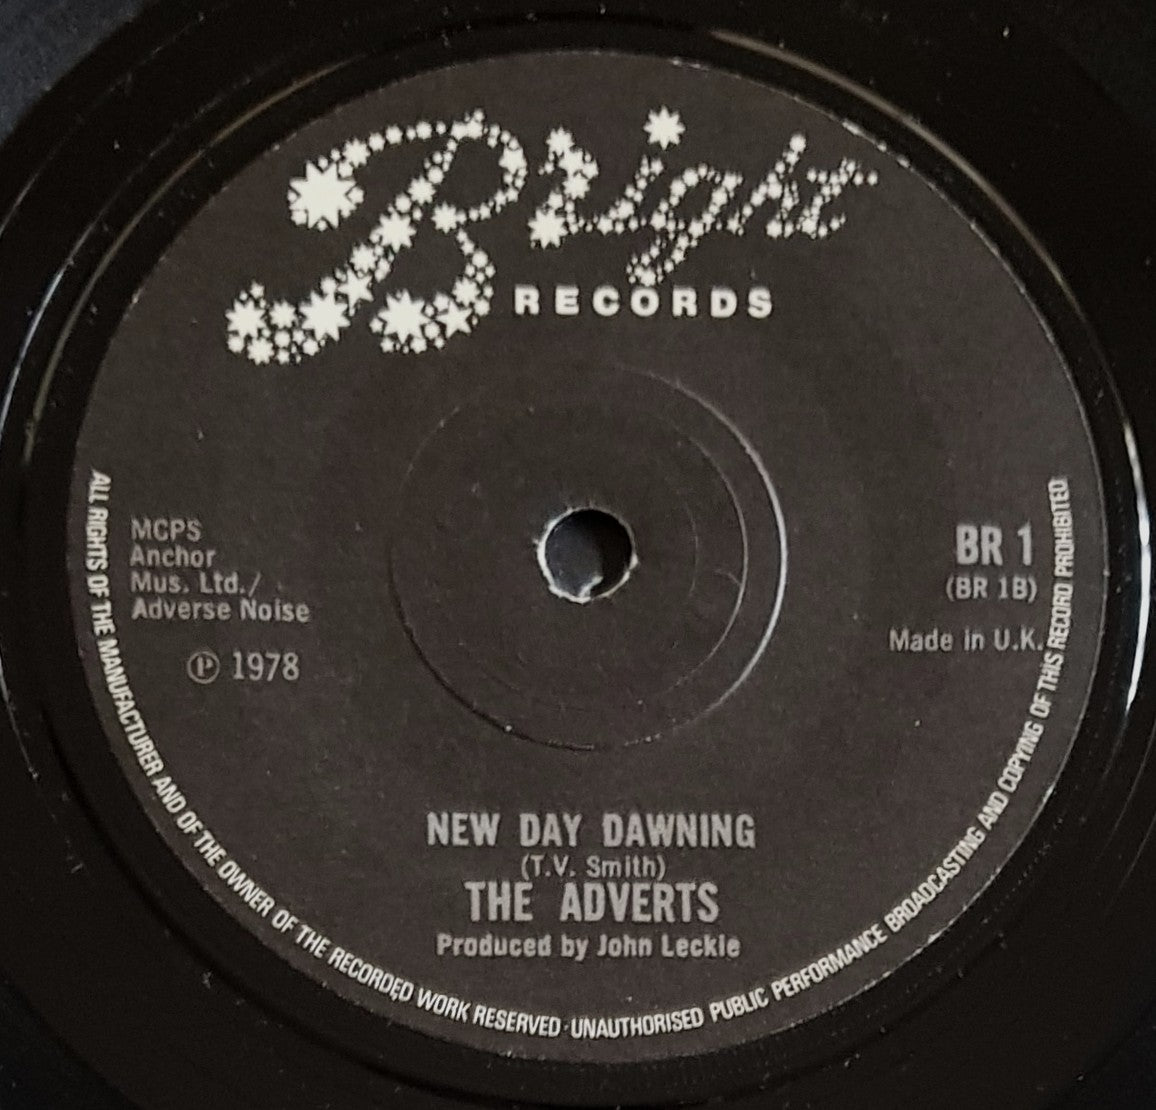 Bright
RECORDS
MCPS
Anchor
Mus. Ltd./
Adverse Noise
℗ 1978
BR 1
(BR 1B)
Made in U.K.
NEW DAY DAWNING
(T.V. Smith)
THE ADVERTS
Produced by John Leckie
ALL RIGHTS OF THE MANUFACTURER AND OF THE OWNER OF THE RECORDED WORK RESERVED · UNAUTHORISED PUBLIC PERFORMANCE BROADCASTING AND COPYING OF THIS RECORD PROHIBITED